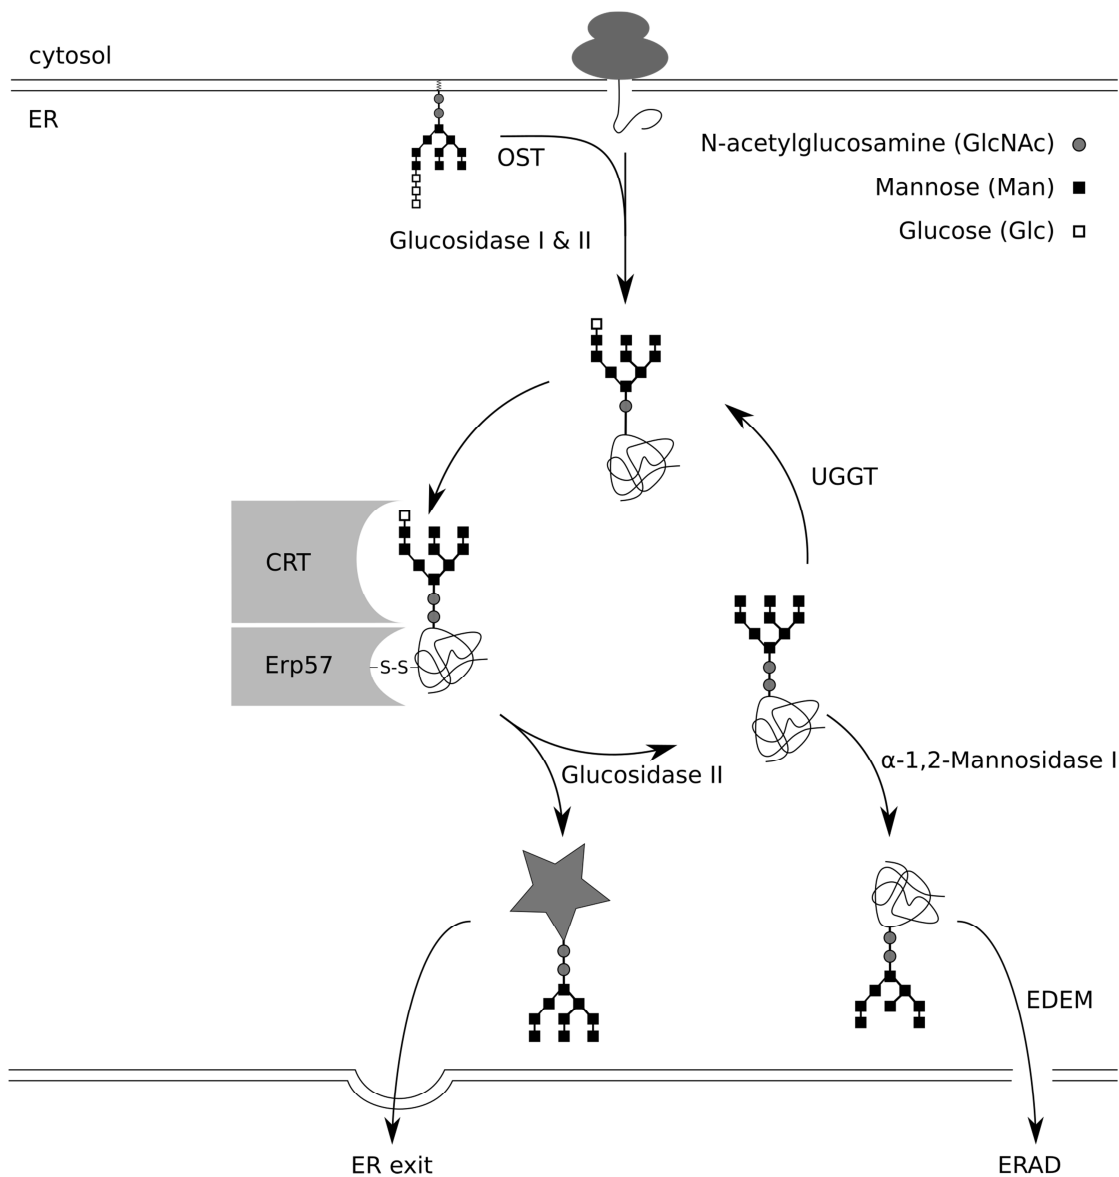 cytosol
ER
OST
N-acetylglucosamine (GlcNAc)
Mannose (Man)
Glucose (Glc)
Glucosidase I & II
UGGT
CRT
Erp57
S-S
Glucosidase II
α-1,2-Mannosidase I
EDEM
ER exit
ERAD